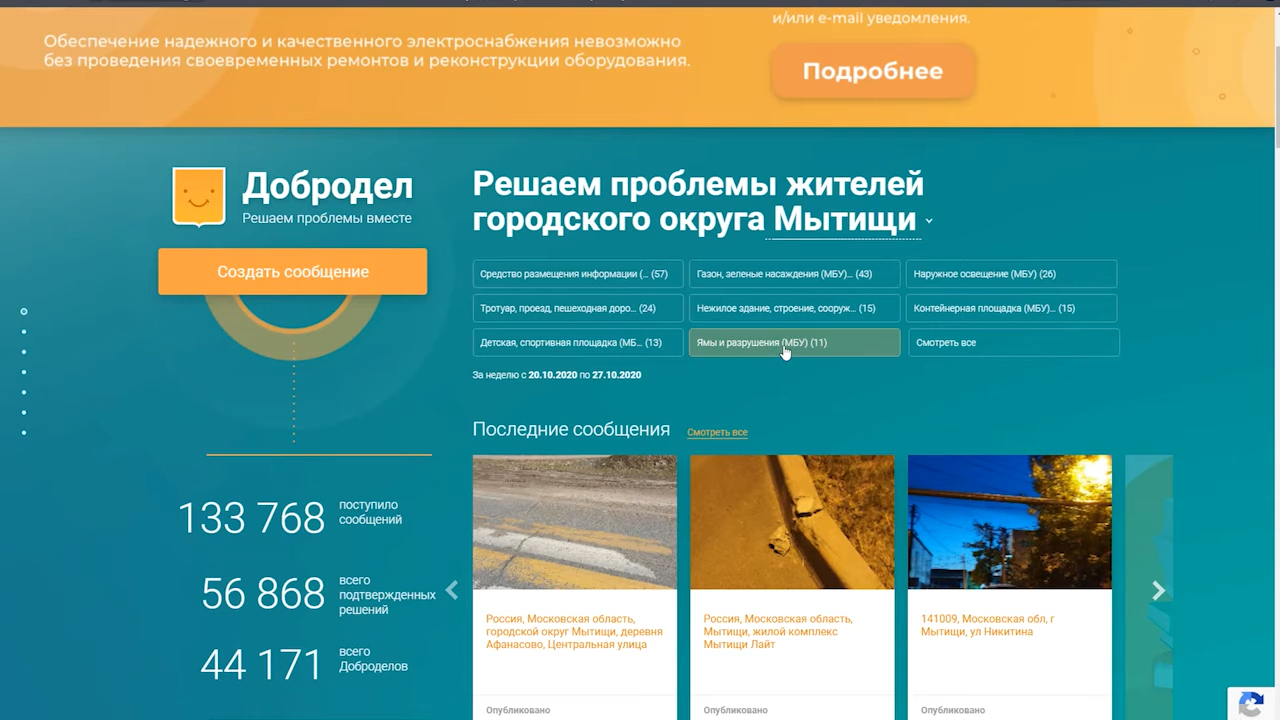 и/или e-mail уведомления.
Обеспечение надежного и качественного электроснабжения невозможно
без проведения своевременных ремонтов и реконструкции оборудования.
Подробнее
Добродел
Решаем проблемы вместе
Создать сообщение
Решаем проблемы жителей
городского округа Мытищи
Средство размещения информации (... (57)
Газон, зеленые насаждения (МБУ)... (43)
Наружное освещение (МБУ) (26)
Тротуар, проезд, пешеходная доро... (24)
Нежилое здание, строение, сооруж... (15)
Контейнерная площадка (МБУ)... (15)
Детская, спортивная площадка (МБ... (13)
Ямы и разрушения (МБУ) (11)
Смотреть все
За неделю с 20.10.2020 по 27.10.2020
Последние сообщения
Смотреть все
133 768
поступило
сообщений
56 868
всего
подтвержденных
решений
44 171
всего
Доброделов
Россия, Московская область,
городской округ Мытищи, деревня
Афанасово, Центральная улица
Опубликовано
Россия, Московская область,
Мытищи, жилой комплекс
Мытищи Лайт
Опубликовано
141009, Московская обл, г
Мытищи, ул Никитина
Опубликовано